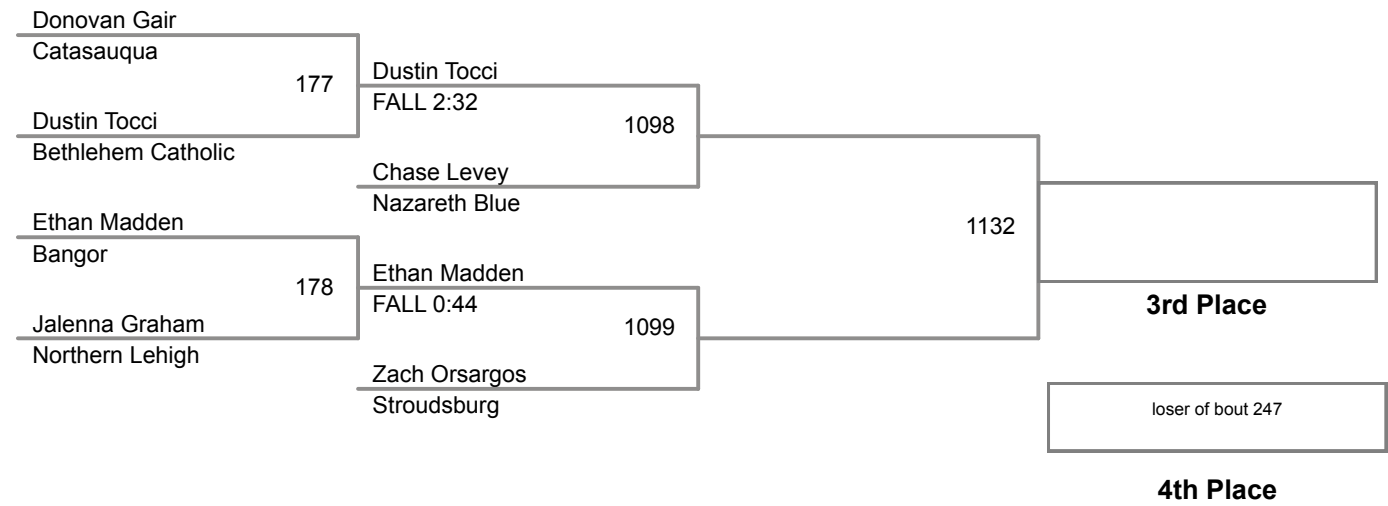 Donovan Gair
Catasauqua
177
Dustin Tocci
FALL 2:32
Dustin Tocci
Bethlehem Catholic
1098
Chase Levey
Nazareth Blue
Ethan Madden
Bangor
1132
178
Ethan Madden
FALL 0:44
Jalenna Graham
Northern Lehigh
1099
Zach Orsargos
Stroudsburg
3rd Place
loser of bout 247
4th Place